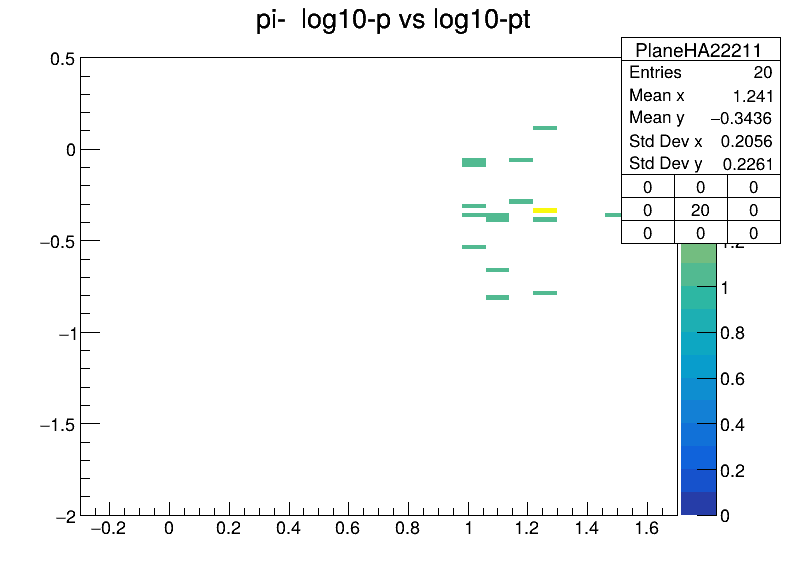 pi-  log10-p vs log10-pt
PlaneHA22211
Entries 20
Mean x 1.241
Mean y −0.3436
Std Dev x 0.2056
Std Dev y 0.2261
0 0 0
0 20 0
0 0 0
0.5
0
−0.5
−1
−1.5
−2
−0.2 0 0.2 0.4 0.6 0.8 1 1.2 1.4 1.6
1.2
1
0.8
0.6
0.4
0.2
0